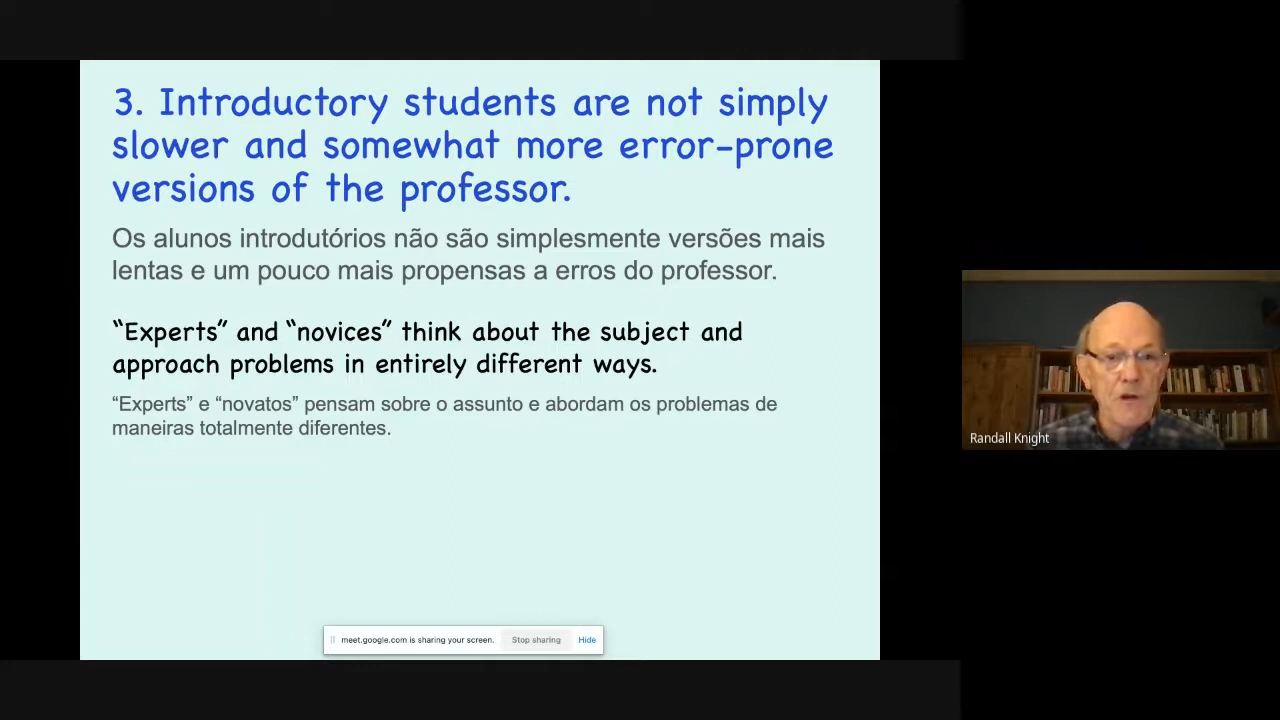 3. Introductory students are not simply
slower and somewhat more error-prone
versions of the professor.
Os alunos introdutórios não são simplesmente versões mais
lentas e um pouco mais propensas a erros do professor.
“Experts” and “novices” think about the subject and
approach problems in entirely different ways.
“Experts” e “novatos” pensam sobre o assunto e abordam os problemas de
maneiras totalmente diferentes.
meet.google.com is sharing your screen. Stop sharing Hide
Randall Knight